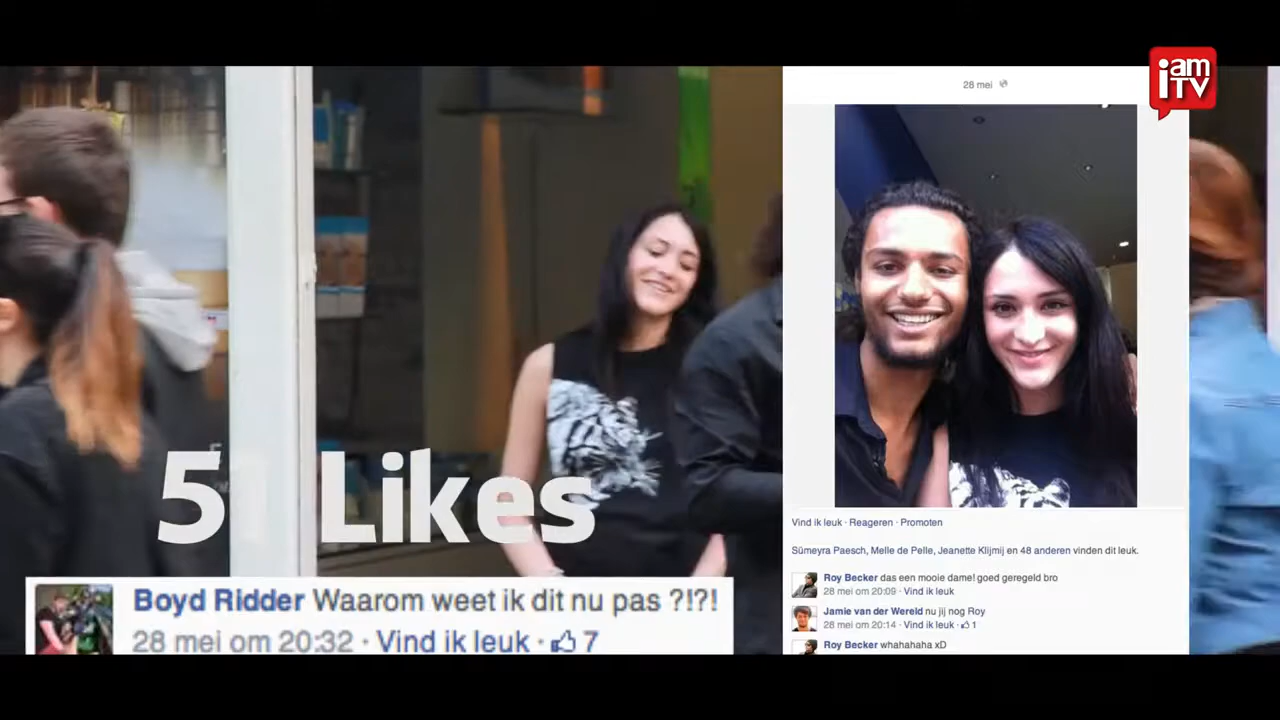 i am TV
28 mei
Vind ik leuk · Reageren · Promoten
Sümeyra Paesch, Melle de Pelle, Jeanette Klijmij en 48 anderen vinden dit leuk.
Roy Becker das een mooie dame! goed geregeld bro
28 mei om 20:09 · Vind ik leuk
Jamie van der Wereld nu jij nog Roy
28 mei om 20:14 · Vind ik leuk · 1
Roy Becker whahahaha xD
51 Likes
Boyd Ridder Waarom weet ik dit nu pas ?!?!
28 mei om 20:32 · Vind ik leuk · 7